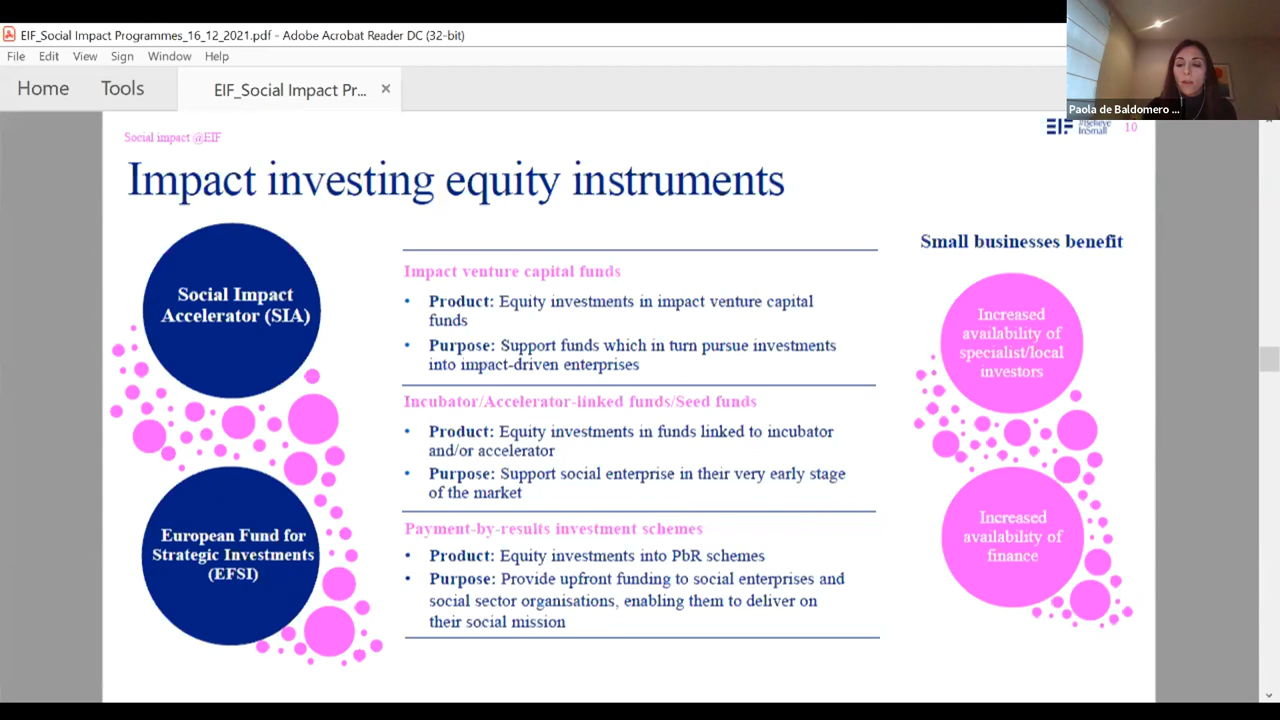 EIF_Social Impact Programmes_16_12_2021.pdf - Adobe Acrobat Reader DC (32-bit)
File Edit View Sign Window Help
Home Tools EIF_Social Impact Pr... ×
Paola de Baldomero ...
Social impact @EIF
EIF #BelieveInSmall 10
Impact investing equity instruments
Social Impact
Accelerator (SIA)
European Fund for
Strategic Investments
(EFSI)
Impact venture capital funds
• Product: Equity investments in impact venture capital
funds
• Purpose: Support funds which in turn pursue investments
into impact-driven enterprises
Incubator/Accelerator-linked funds/Seed funds
• Product: Equity investments in funds linked to incubator
and/or accelerator
• Purpose: Support social enterprise in their very early stage
of the market
Payment-by-results investment schemes
• Product: Equity investments into PbR schemes
• Purpose: Provide upfront funding to social enterprises and
social sector organisations, enabling them to deliver on
their social mission
Small businesses benefit
Increased
availability of
specialist/local
investors
Increased
availability of
finance